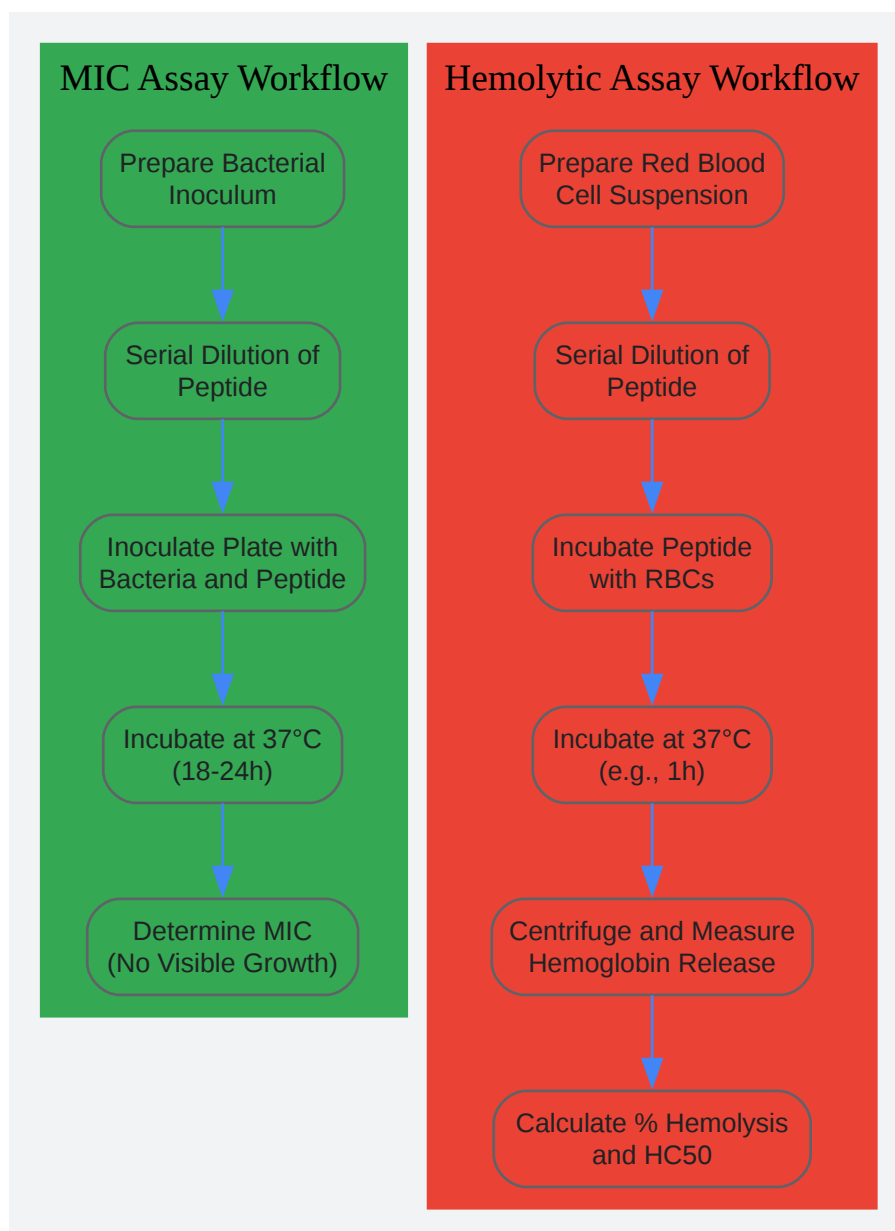 MIC Assay Workflow
Prepare Bacterial
Inoculum
Serial Dilution of
Peptide
Inoculate Plate with
Bacteria and Peptide
Incubate at 37°C
(18-24h)
Determine MIC
(No Visible Growth)
Hemolytic Assay Workflow
Prepare Red Blood
Cell Suspension
Serial Dilution of
Peptide
Incubate Peptide
with RBCs
Incubate at 37°C
(e.g., 1h)
Centrifuge and Measure
Hemoglobin Release
Calculate % Hemolysis
and HC50